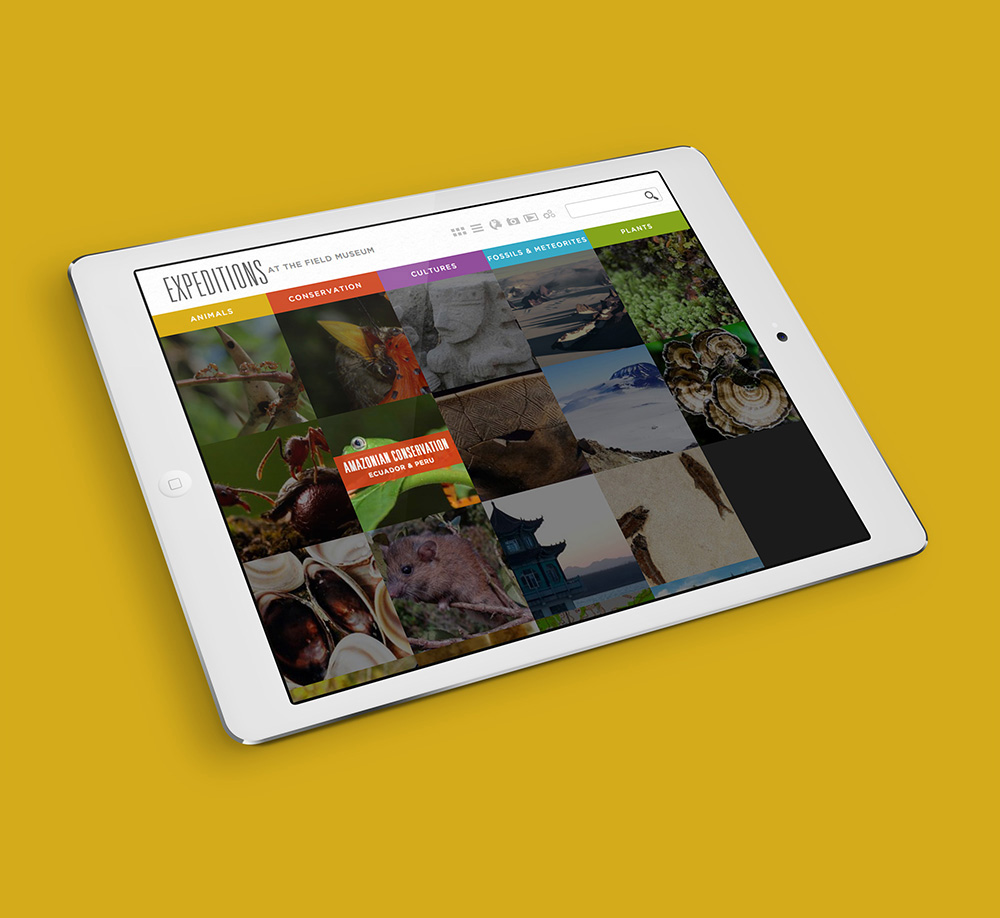 EXPEDITIONS AT THE FIELD MUSEUM
ANIMALS
CONSERVATION
CULTURES
FOSSILS & METEORITES
PLANTS
AMAZONIAN CONSERVATION
ECUADOR & PERU